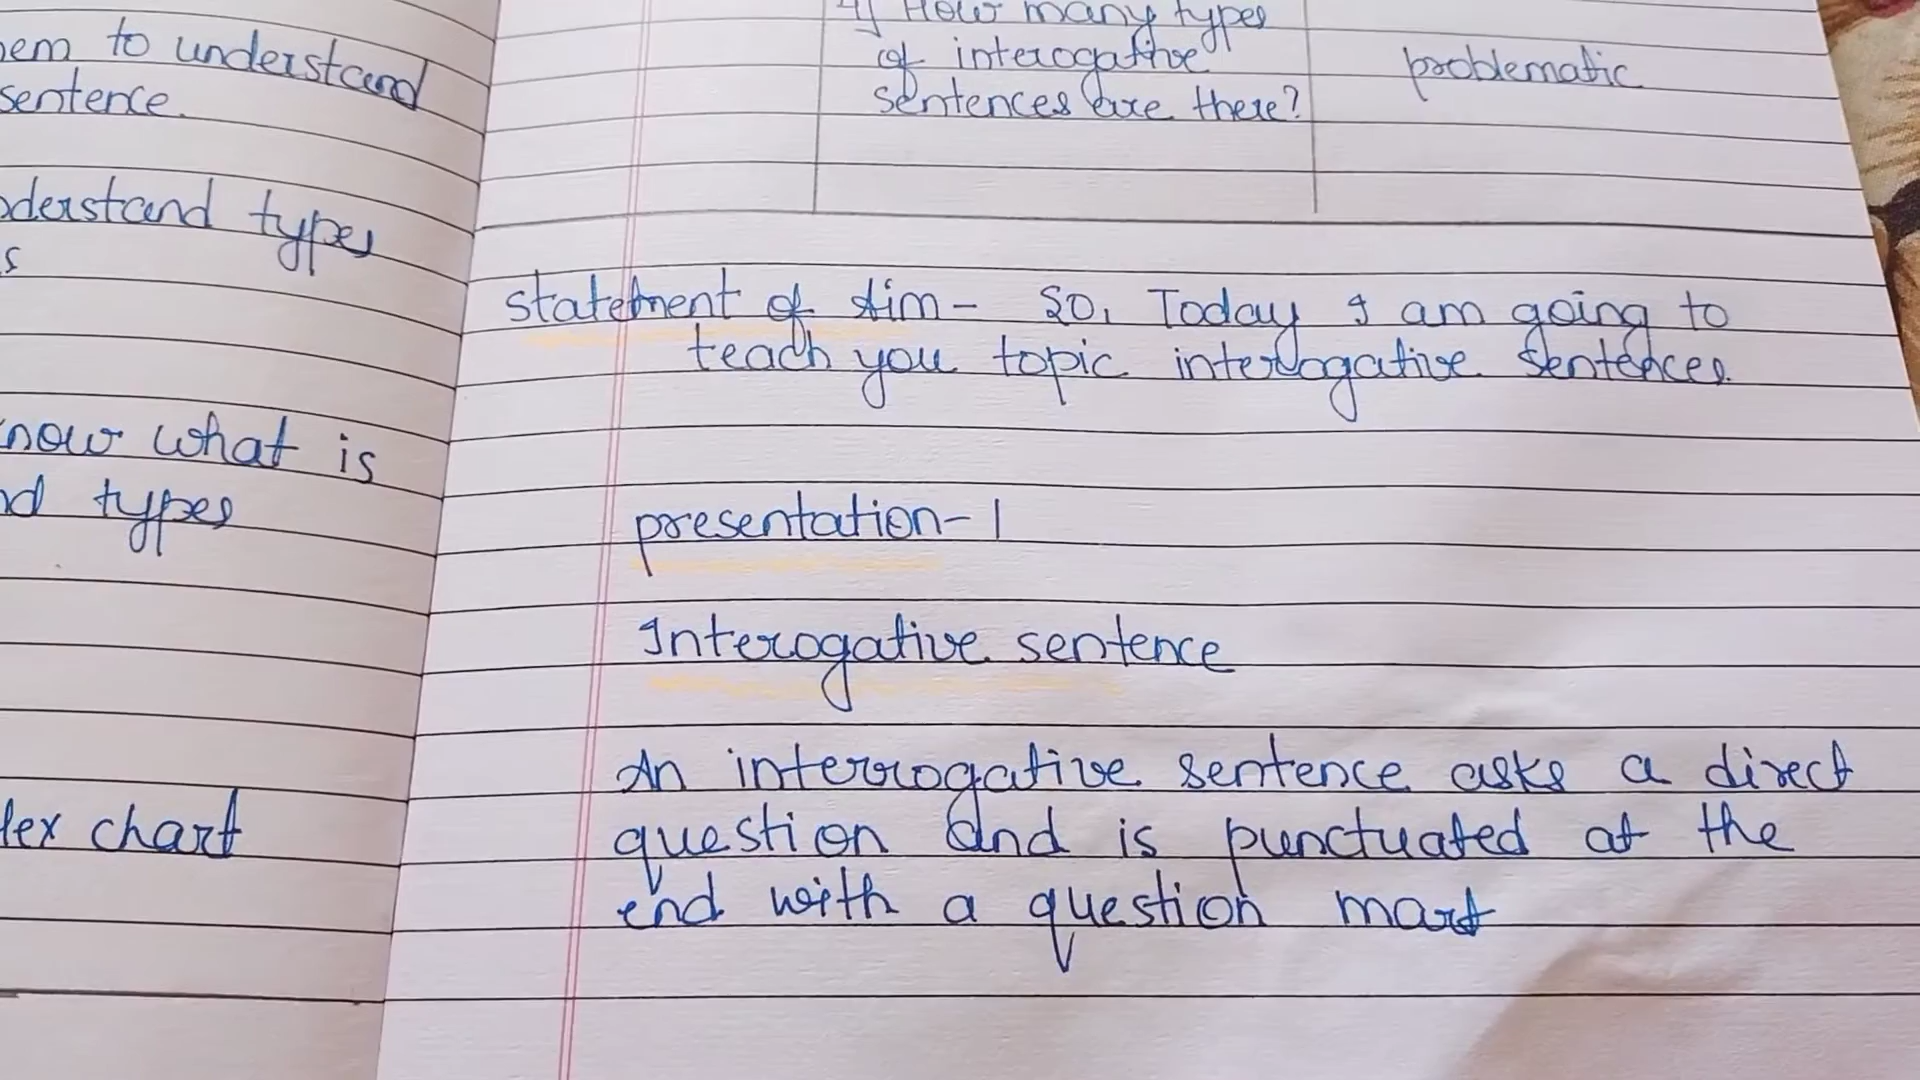 em to understand
sentence.
derstand types
s
now what is
d types
lex chart
4) How many types
of interogative
sentences are there?
problematic
statement of Aim - So, Today I am going to
teach you topic interrogative sentences.
presentation-1
Interogative sentence
An interrogative sentence asks a direct
question and is punctuated at the
end with a question mark